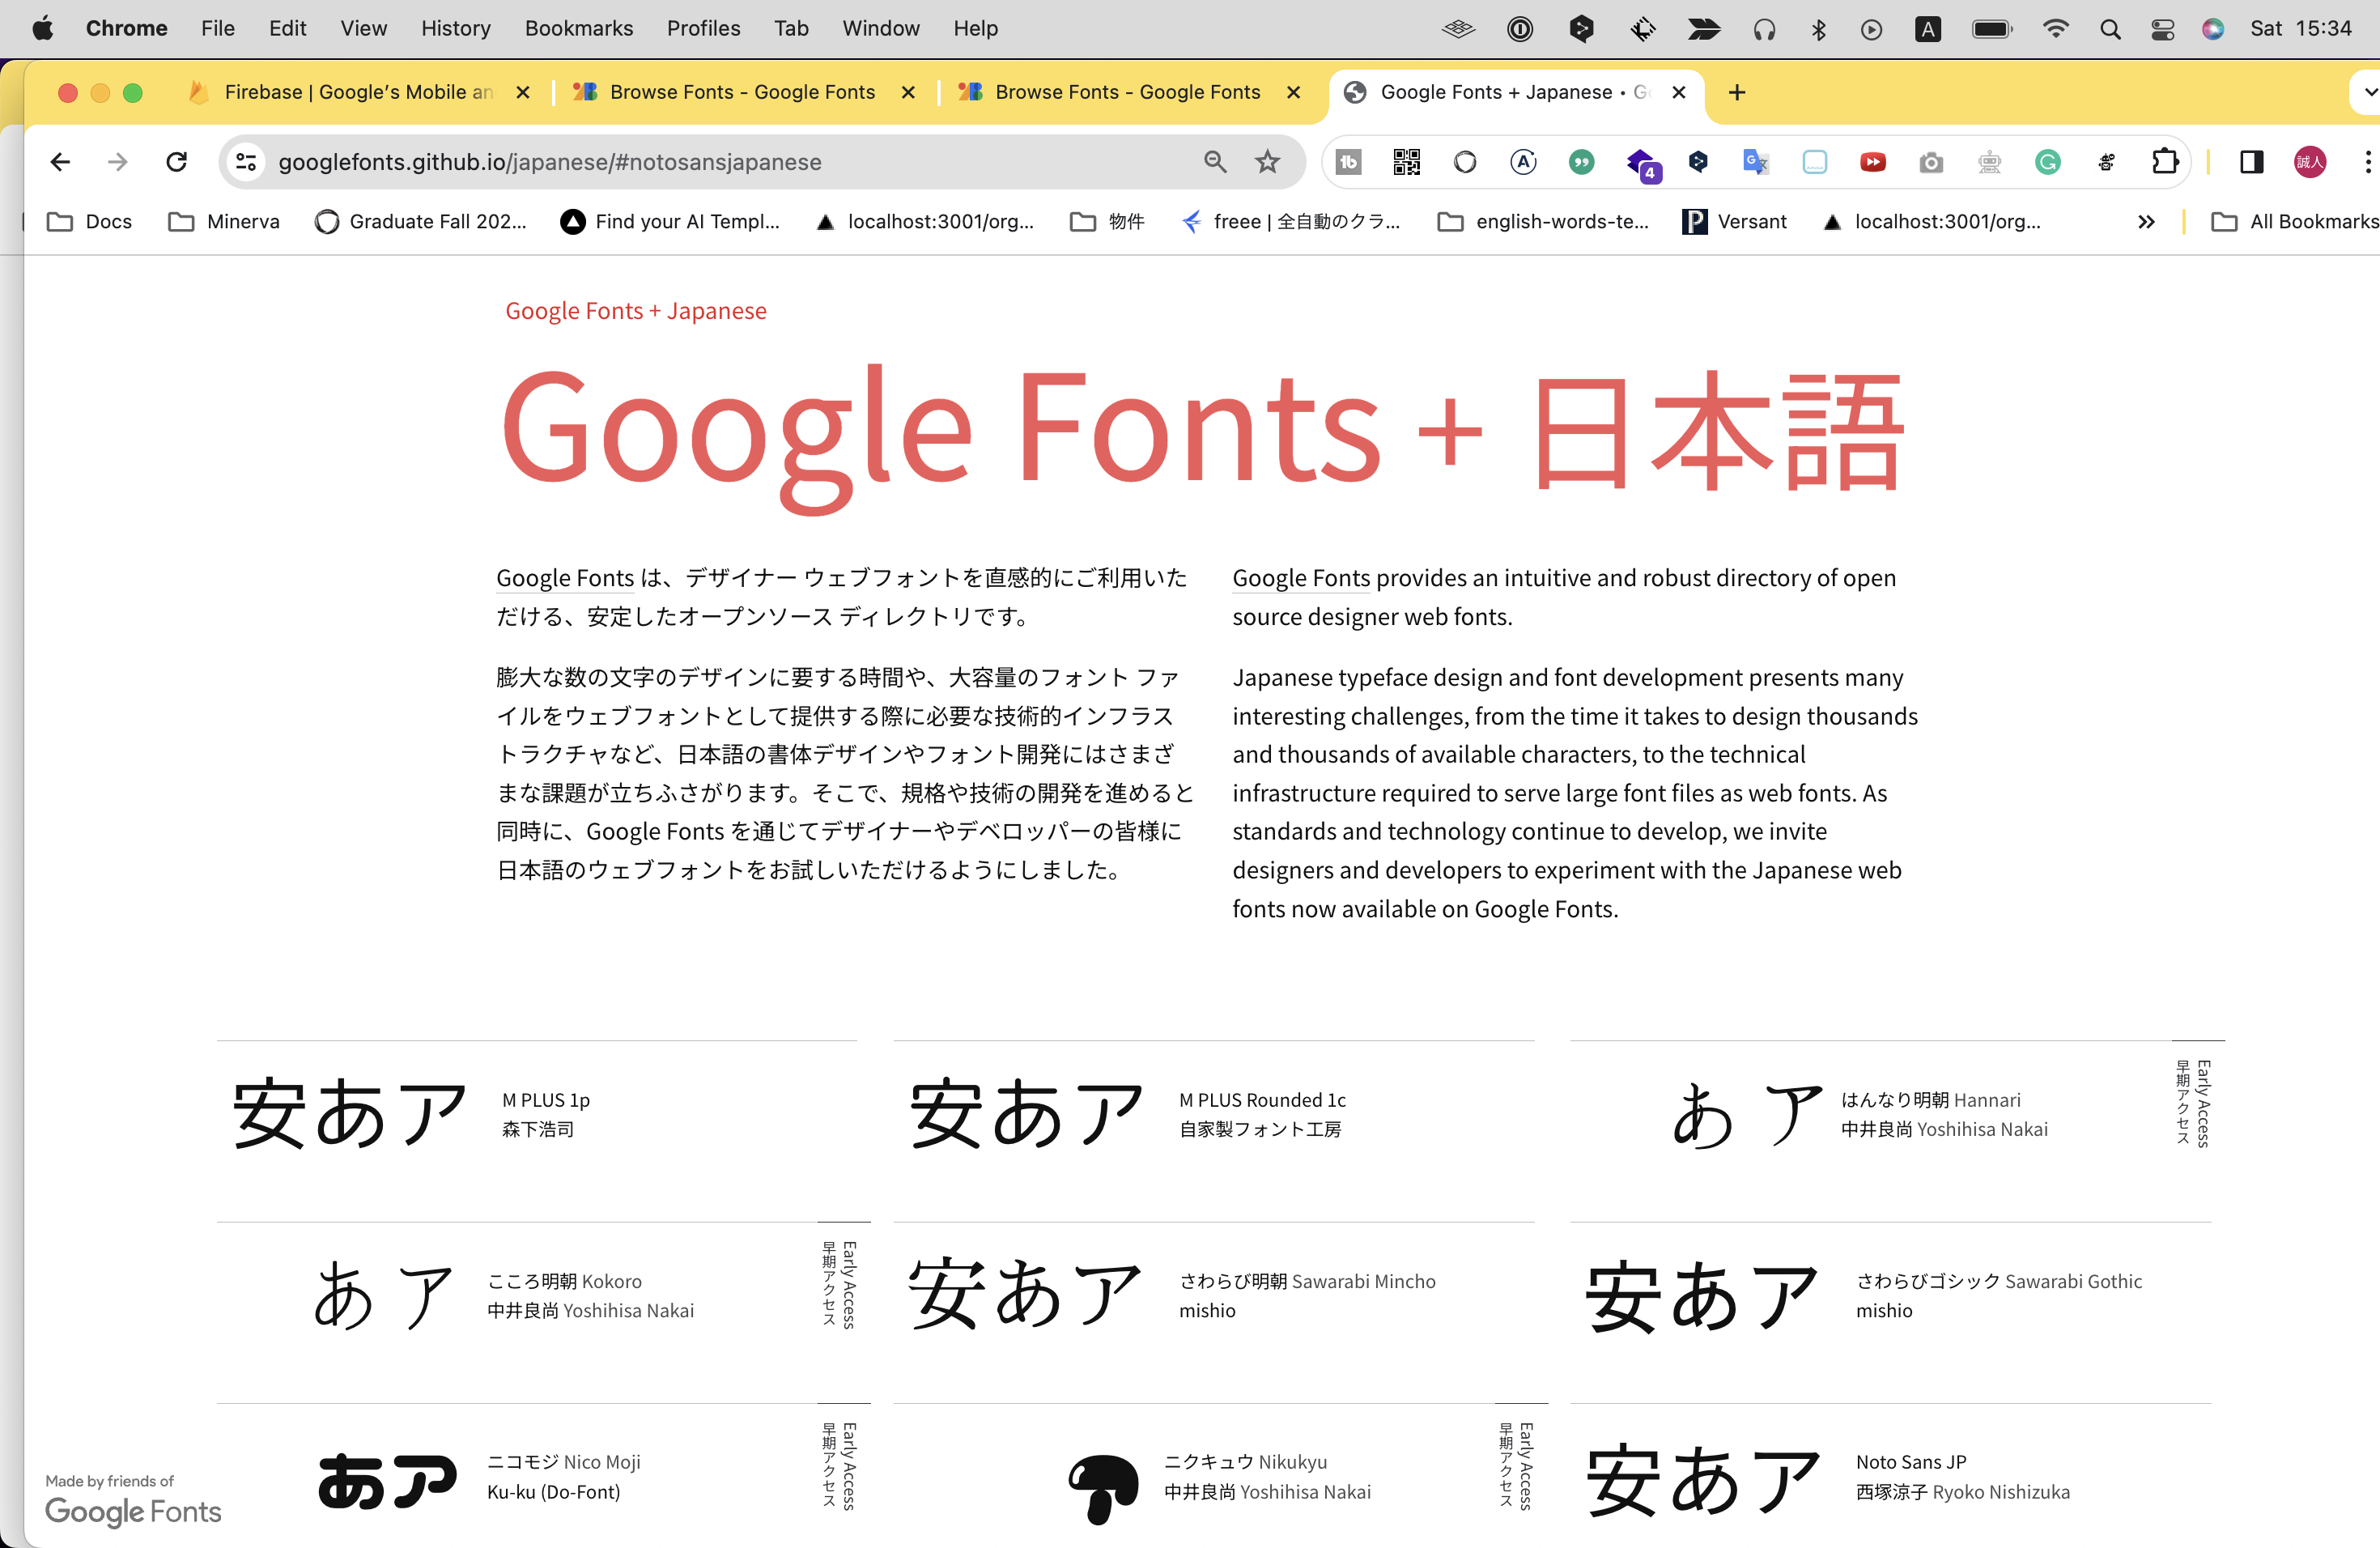 Chrome File Edit View History Bookmarks Profiles Tab Window Help A Sat 15:34
Firebase | Google’s Mobile an Browse Fonts - Google Fonts Browse Fonts - Google Fonts Google Fonts + Japanese • G
googlefonts.github.io/japanese/#notosansjapanese 4 誠人
Docs Minerva Graduate Fall 202... Find your AI Templ... localhost:3001/org... 物件 freee | 全自動のクラ... english-words-te... Versant localhost:3001/org... All Bookmarks
Google Fonts + Japanese
Google Fonts + 日本語
Google Fonts は、デザイナー ウェブフォントを直感的にご利用いた
だける、安定したオープンソース ディレクトリです。
膨大な数の文字のデザインに要する時間や、大容量のフォント ファ
イルをウェブフォントとして提供する際に必要な技術的インフラス
トラクチャなど、日本語の書体デザインやフォント開発にはさまざ
まな課題が立ちふさがります。そこで、規格や技術の開発を進めると
同時に、Google Fonts を通じてデザイナーやデベロッパーの皆様に
日本語のウェブフォントをお試しいただけるようにしました。
Google Fonts provides an intuitive and robust directory of open
source designer web fonts.
Japanese typeface design and font development presents many
interesting challenges, from the time it takes to design thousands
and thousands of available characters, to the technical
infrastructure required to serve large font files as web fonts. As
standards and technology continue to develop, we invite
designers and developers to experiment with the Japanese web
fonts now available on Google Fonts.
安あア
M PLUS 1p
森下浩司
安あア
M PLUS Rounded 1c
自家製フォント工房
あ ア
はんなり明朝 Hannari
中井良尚 Yoshihisa Nakai
Early Access
早期アクセス
あ ア
こころ明朝 Kokoro
中井良尚 Yoshihisa Nakai
Early Access
早期アクセス
安あア
さわらび明朝 Sawarabi Mincho
mishio
安あア
さわらびゴシック Sawarabi Gothic
mishio
あア
ニコモジ Nico Moji
Ku-ku (Do-Font)
Early Access
早期アクセス
ニクキュウ Nikukyu
中井良尚 Yoshihisa Nakai
Early Access
早期アクセス
安あア
Noto Sans JP
西塚涼子 Ryoko Nishizuka
Made by friends of
Google Fonts